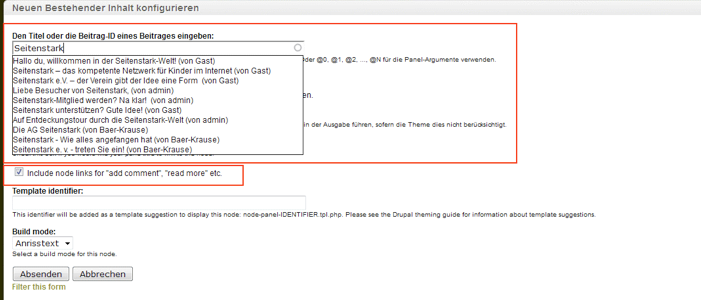 Neuen Bestehender Inhalt konfigurieren
Den Titel oder die Beitrag-ID eines Beitrages eingeben:
Seitenstark
Hallo du, willkommen in der Seitenstark-Welt! (von Gast)
Oder @0, @1, @2, ..., @N für die Panel-Argumente verwenden.
Seitenstark – das kompetente Netzwerk für Kinder im Internet (von Gast)
Seitenstark e.V. – der Verein gibt der Idee eine Form (von Gast)
Liebe Besucher von Seitenstark, (von admin)
Seitenstark-Mitglied werden? Na klar! (von admin)
en.
Seitenstark unterstützen? Gute Idee! (von Gast)
Auf Entdeckungstour durch die Seitenstark-Welt (von admin)
in der Ausgabe führen, sofern die Theme dies nicht berücksichtigt.
Die AG Seitenstark (von Baer-Krause)
Seitenstark - Wie alles angefangen hat (von Baer-Krause)
Seitenstark e. v. - treten Sie ein! (von Baer-Krause)
Include node links for "add comment", "read more" etc.
Template identifier:
This identifier will be added as a template suggestion to display this node: node-panel-IDENTIFIER.tpl.php. Please see the Drupal theming guide for information about template suggestions.
Build mode:
Anrisstext
Select a build mode for this node.
Absenden Abbrechen
Filter this form